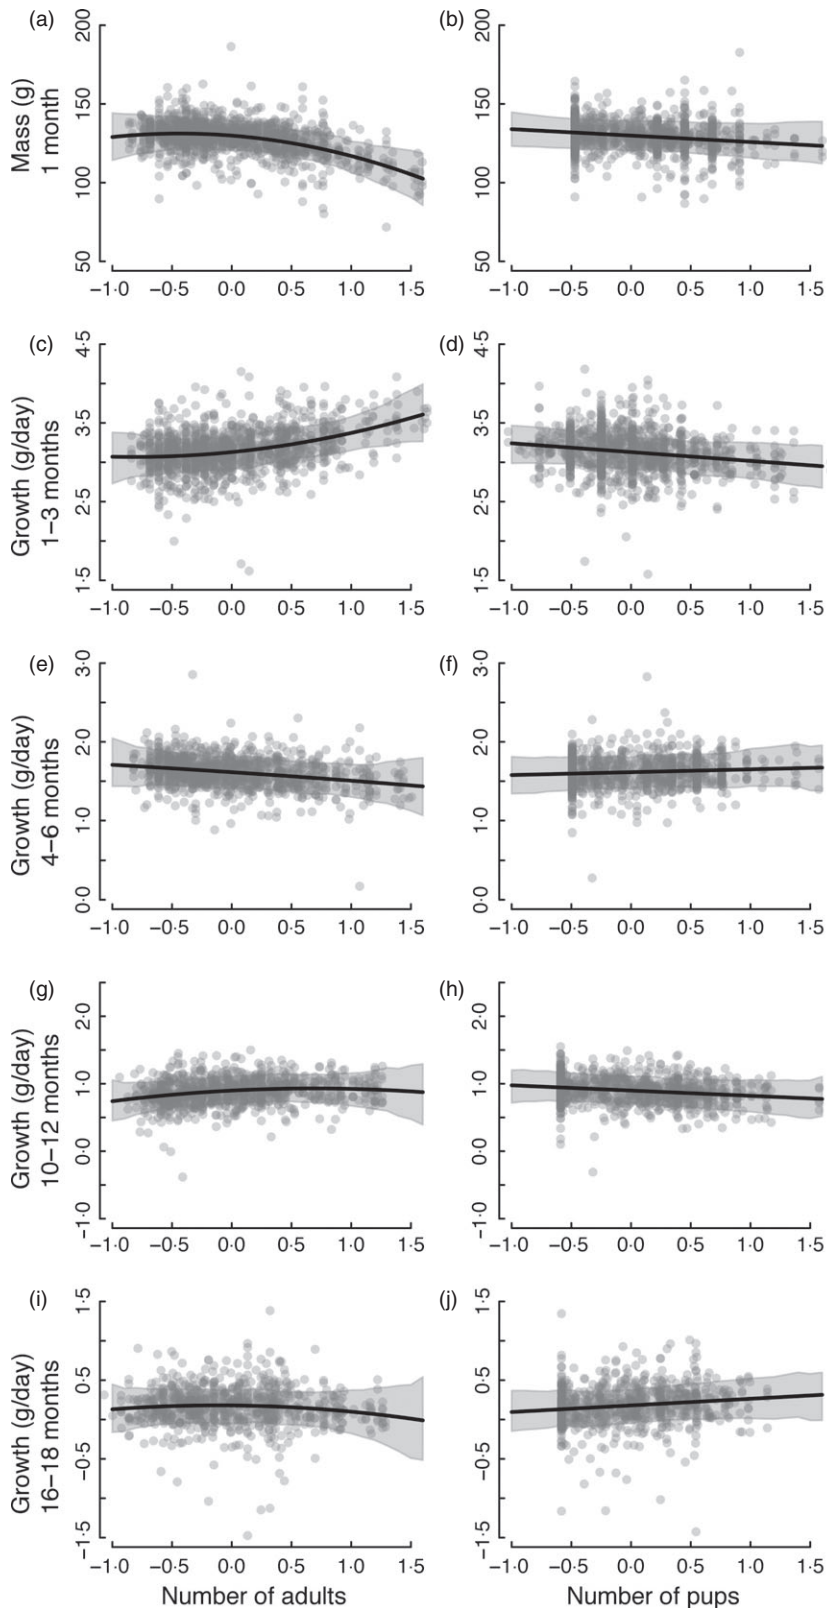 (a)
(b)
Mass (g)
1 month
200
150
100
50
−1·0 −0·5 0·0 0·5 1·0 1·5
−1·0 −0·5 0·0 0·5 1·0 1·5
200
150
100
50
(c)
(d)
Growth (g/day)
1–3 months
4·5
3·5
2·5
1·5
−1·0 −0·5 0·0 0·5 1·0 1·5
−1·0 −0·5 0·0 0·5 1·0 1·5
4·5
3·5
2·5
1·5
(e)
(f)
Growth (g/day)
4–6 months
3·0
2·0
1·0
0·0
−1·0 −0·5 0·0 0·5 1·0 1·5
−1·0 −0·5 0·0 0·5 1·0 1·5
3·0
2·0
1·0
0·0
(g)
(h)
Growth (g/day)
10–12 months
2·0
1·0
0·0
−1·0
−1·0 −0·5 0·0 0·5 1·0 1·5
−1·0 −0·5 0·0 0·5 1·0 1·5
2·0
1·0
0·0
−1·0
(i)
(j)
Growth (g/day)
16–18 months
1·5
0·5
−0·5
−1·5
−1·0 −0·5 0·0 0·5 1·0 1·5
−1·0 −0·5 0·0 0·5 1·0 1·5
1·5
0·5
−0·5
−1·5
Number of adults
Number of pups